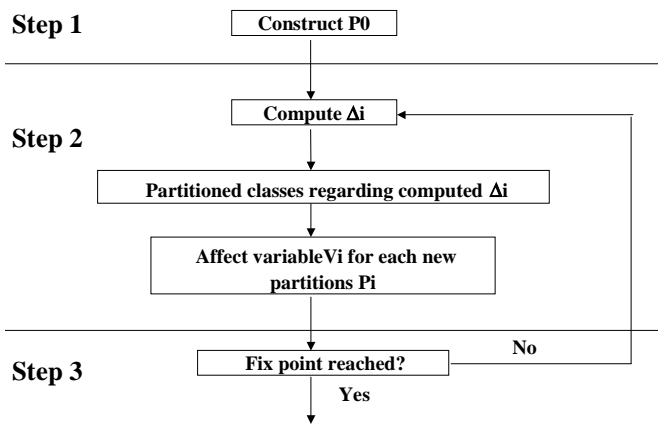 Step 1
Construct P0
Step 2
Compute Δi
Partitioned classes regarding computed Δi
Affect variableVi for each new
partitions Pi
Step 3
Fix point reached?
No
Yes